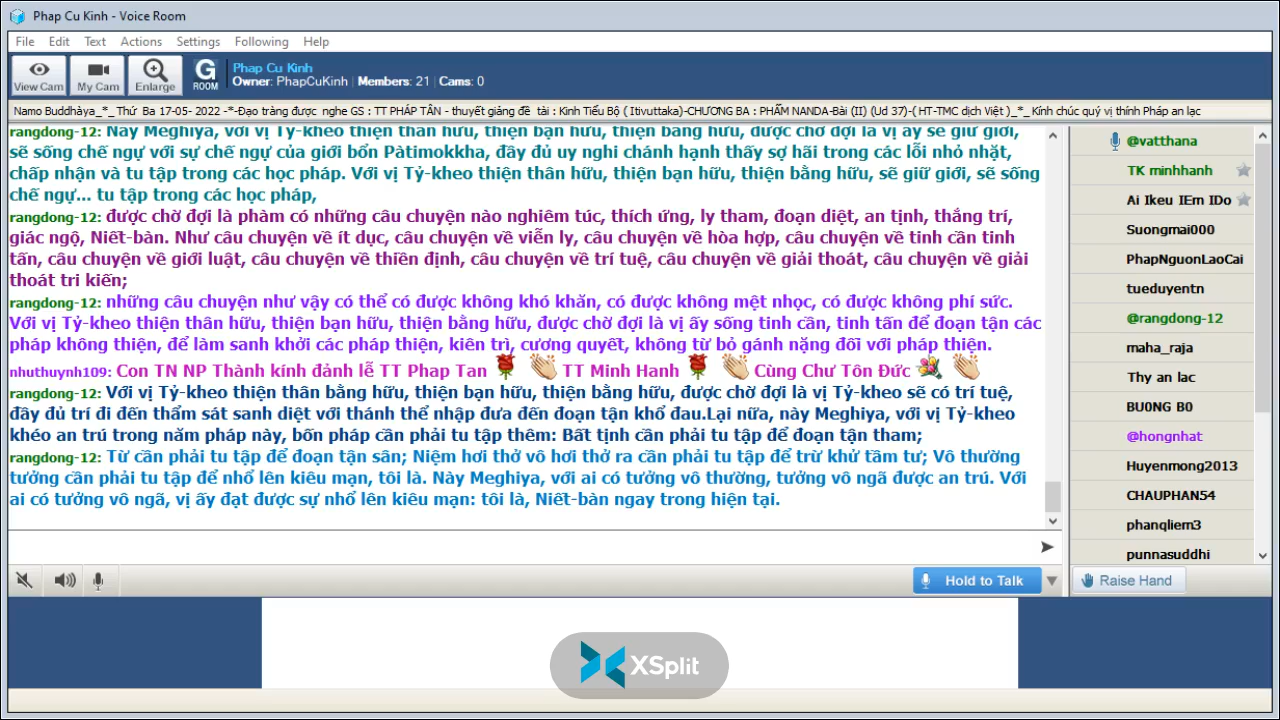 Phap Cu Kinh - Voice Room
File Edit Text Actions Settings Following Help
View Cam My Cam Enlarge G ROOM
Phap Cu Kinh
Owner: PhapCuKinh | Members: 21 | Cams: 0
Namo Buddhàya_*_ Thứ Ba 17-05- 2022 -*-Đạo tràng được nghe GS : TT PHÁP TÂN - thuyết giảng đề tài : Kinh Tiểu Bộ ( Itivuttaka)-CHƯƠNG BA : PHẨM NANDA-Bài (II) (Ud 37)-( HT-TMC dịch Việt ) _*_ Kính chúc quý vị thính Pháp an lạc
rangdong-12: Này Meghiya, với vị Tỷ-kheo thiện thân hữu, thiện bạn hữu, thiện bằng hữu, được chờ đợi là vị ấy sẽ giữ giới,
sẽ sống chế ngự với sự chế ngự của giới bổn Pàtimokkha, đầy đủ uy nghi chánh hạnh thấy sợ hãi trong các lỗi nhỏ nhặt,
chấp nhận và tu tập trong các học pháp. Với vị Tỷ-kheo thiện thân hữu, thiện bạn hữu, thiện bằng hữu, sẽ giữ giới, sẽ sống
chế ngự... tu tập trong các học pháp,
rangdong-12: được chờ đợi là phàm có những câu chuyện nào nghiêm túc, thích ứng, ly tham, đoạn diệt, an tịnh, thắng trí,
giác ngộ, Niết-bàn. Như câu chuyện về ít dục, câu chuyện về viễn ly, câu chuyện về hòa hợp, câu chuyện về tinh cần tinh
tấn, câu chuyện về giới luật, câu chuyện về thiền định, câu chuyện về trí tuệ, câu chuyện về giải thoát, câu chuyện về giải
thoát tri kiến;
rangdong-12: những câu chuyện như vậy có thể có được không khó khăn, có được không mệt nhọc, có được không phí sức.
Với vị Tỷ-kheo thiện thân hữu, thiện bạn hữu, thiện bằng hữu, được chờ đợi là vị ấy sống tinh cần, tinh tấn để đoạn tận các
pháp không thiện, để làm sanh khởi các pháp thiện, kiên trì, cương quyết, không từ bỏ gánh nặng đối với pháp thiện.
nhuthuynh109: Con TN NP Thành kính đảnh lễ TT Phap Tan 🌹 👏 TT Minh Hanh 🌹 👏 Cùng Chư Tôn Đức 💐 👏
rangdong-12: Với vị Tỷ-kheo thiện thân bằng hữu, thiện bạn hữu, thiện bằng hữu, được chờ đợi là vị Tỷ-kheo sẽ có trí tuệ,
đầy đủ trí đi đến thẩm sát sanh diệt với thánh thể nhập đưa đến đoạn tận khổ đau.Lại nữa, này Meghiya, với vị Tỷ-kheo
khéo an trú trong năm pháp này, bốn pháp cần phải tu tập thêm: Bất tịnh cần phải tu tập để đoạn tận tham;
rangdong-12: Từ cần phải tu tập để đoạn tận sân; Niệm hơi thở vô hơi thở ra cần phải tu tập để trừ khử tầm tư; Vô thường
tưởng cần phải tu tập để nhổ lên kiêu mạn, tôi là. Này Meghiya, với ai có tưởng vô thường, tưởng vô ngã được an trú. Với
ai có tưởng vô ngã, vị ấy đạt được sự nhổ lên kiêu mạn: tôi là, Niết-bàn ngay trong hiện tại.
@vatthana
TK minhhanh
Ai Ikeu IEm IDo
Suongmai000
PhapNguonLaoCai
tueduyentn
@rangdong-12
maha_raja
Thy an lac
BU0NG B0
@hongnhat
Huyenmong2013
CHAUPHAN54
phanqliem3
punnasuddhi
Hold to Talk
Raise Hand
XSplit